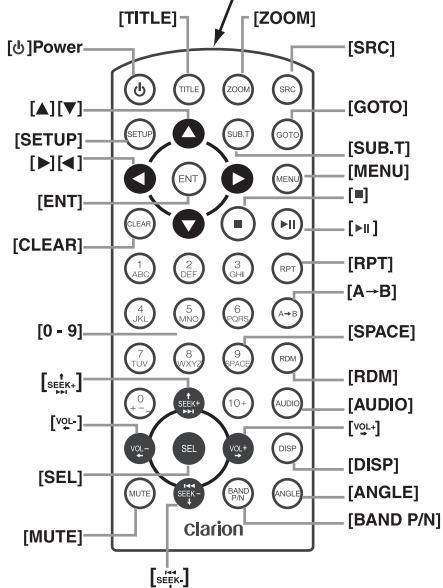 [TITLE] [ZOOM]
[⏻]Power [SRC]
TITLE ZOOM SRC
[▲][▼] [GOTO]
SETUP SUB.T GOTO
[SETUP] [SUB.T]
[▶][◀] [MENU]
ENT MENU
[ENT] [■]
CLEAR ■ ▶II
[CLEAR] [▶II]
1 2 3 RPT
ABC DEF GHI
[RPT]
[A→B]
4 5 6 A→B
JKL MNO PQRS
[0 - 9] [SPACE]
7 8 9 RDM
TUV WXYZ SPACE
[RDM]
[SEEK+]
0 SEEK+ 10+ AUDIO
+−_
[AUDIO]
[VOL-] [VOL+]
VOL− SEL VOL+ DISP
[SEL] [DISP]
MUTE SEEK− BAND P/N ANGLE
[ANGLE]
[MUTE] [BAND P/N]
clarion
[SEEK-]